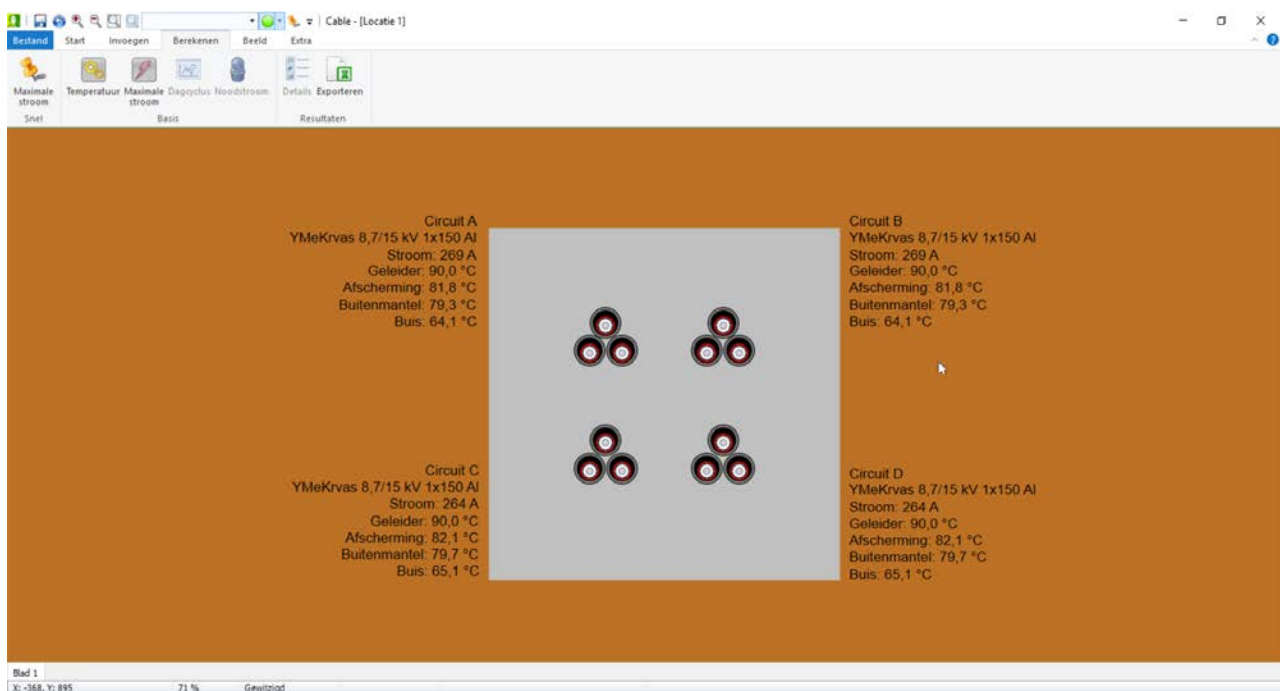 Cable - [Locatie 1]
Bestand Start Invoegen Berekenen Beeld Extra
Maximale stroom
Temperatuur
Maximale stroom
Dagcyclus
Noodstroom
Details
Exporteren
Snel
Basis
Resultaten
Circuit A
YMeKrvas 8,7/15 kV 1x150 Al
Stroom: 269 A
Geleider: 90,0 °C
Afscherming: 81,8 °C
Buitenmantel: 79,3 °C
Buis: 64,1 °C
Circuit B
YMeKrvas 8,7/15 kV 1x150 Al
Stroom: 269 A
Geleider: 90,0 °C
Afscherming: 81,8 °C
Buitenmantel: 79,3 °C
Buis: 64,1 °C
Circuit C
YMeKrvas 8,7/15 kV 1x150 Al
Stroom: 264 A
Geleider: 90,0 °C
Afscherming: 82,1 °C
Buitenmantel: 79,7 °C
Buis: 65,1 °C
Circuit D
YMeKrvas 8,7/15 kV 1x150 Al
Stroom: 264 A
Geleider: 90,0 °C
Afscherming: 82,1 °C
Buitenmantel: 79,7 °C
Buis: 65,1 °C
Blad 1
X: -368, Y: 895 71 % Gewijzigd